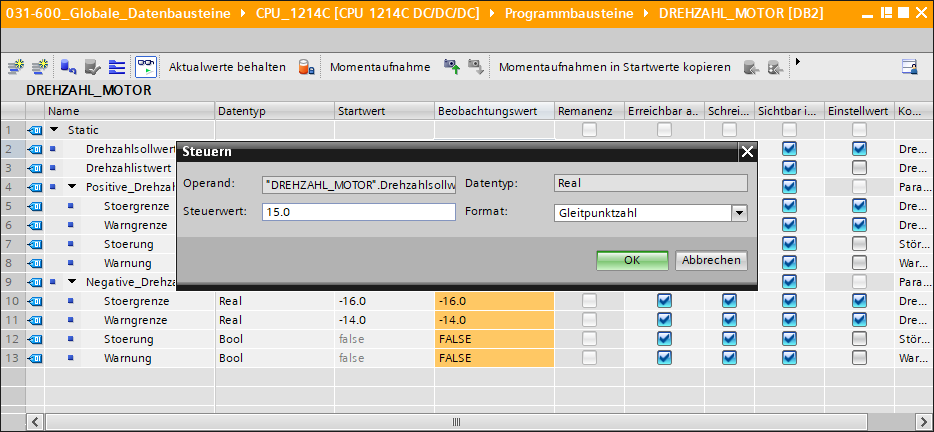 031-600_Globale_Datenbausteine CPU_1214C [CPU 1214C DC/DC/DC] Programmbausteine DREHZAHL_MOTOR [DB2]
Aktualwerte behalten Momentaufnahme Momentaufnahmen in Startwerte kopieren
DREHZAHL_MOTOR
Name Datentyp Startwert Beobachtungswert Remanenz Erreichbar a.. Schrei... Sichtbar i... Einstellwert Ko...
1 Static
2 Drehzahlsollwert Dre...
3 Drehzahlistwert Dre...
4 Positive_Drehzahl Para...
5 Stoergrenze Dre...
6 Warngrenze Dre...
7 Stoerung Stör...
8 Warnung War...
9 Negative_Drehza Para...
10 Stoergrenze Real -16.0 -16.0 Dre...
11 Warngrenze Real -14.0 -14.0 Dre...
12 Stoerung Bool false FALSE Stör...
13 Warnung Bool false FALSE War...
Steuern
Operand: "DREHZAHL_MOTOR".Drehzahlsollw
Datentyp: Real
Steuerwert: 15.0
Format: Gleitpunktzahl
OK Abbrechen